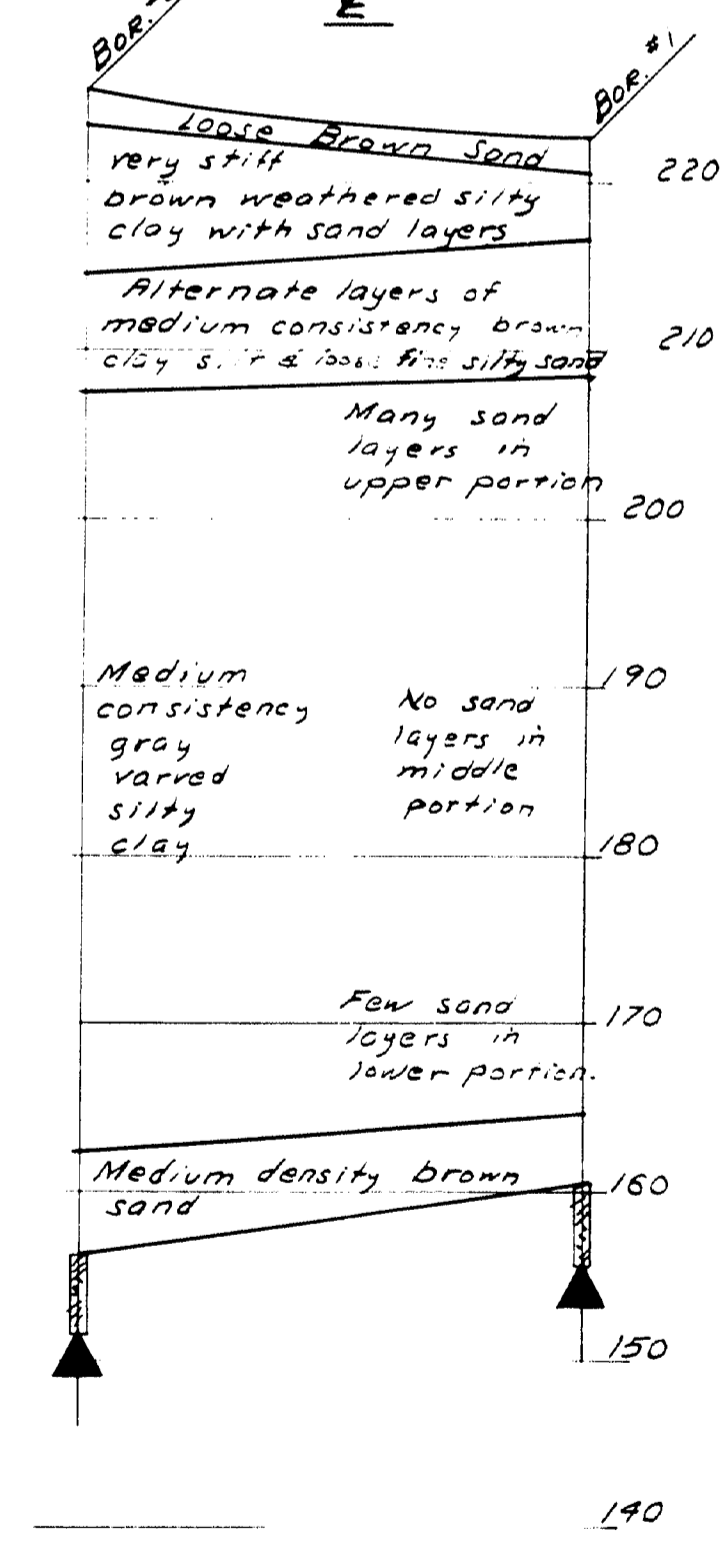 E
BOR.
BOR. #1
Loose Brown Sand
very stiff
brown weathered silty
clay with sand layers
220
Alternate layers of
medium consistency brown
clay silt & loose fine silty sand
210
Many sand
layers in
upper portion
200
Medium
consistency
gray
varved
silty
clay
190
No sand
layers in
middle
portion
180
Few sand
layers in
lower portion.
170
Medium density brown
sand
160
150
140